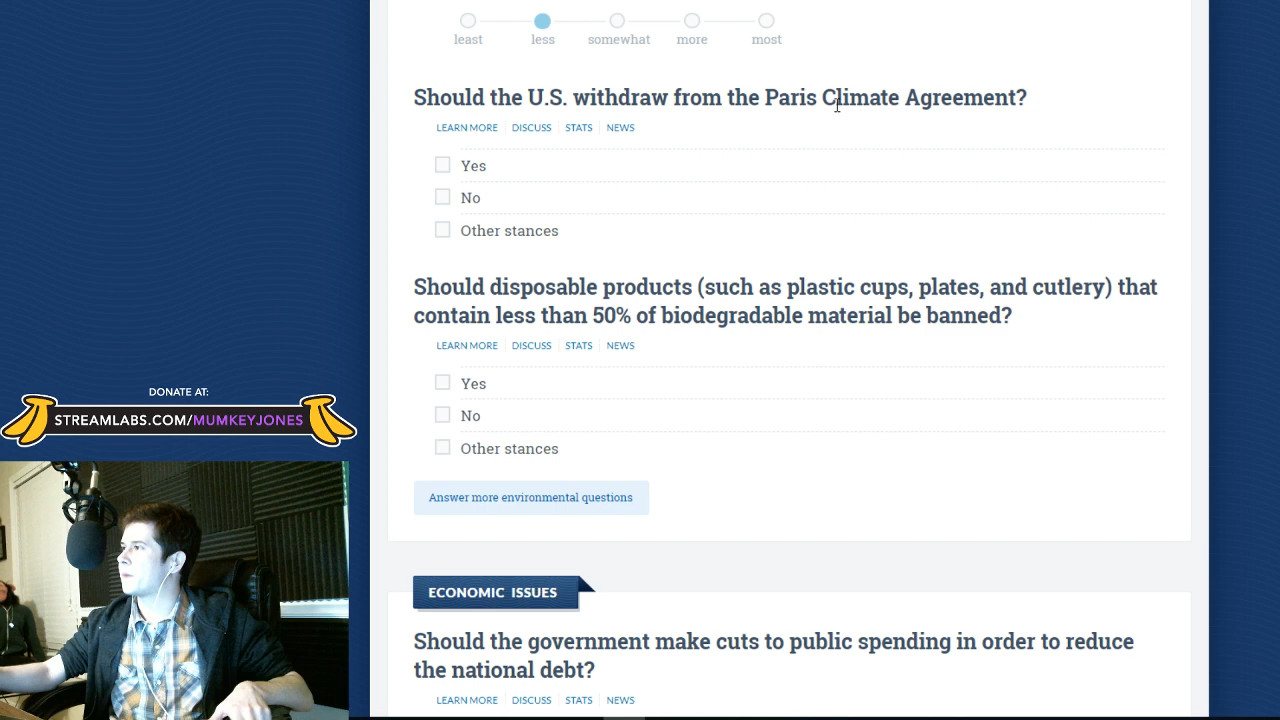 least less somewhat more most
Should the U.S. withdraw from the Paris Climate Agreement?
LEARN MORE DISCUSS STATS NEWS
Yes
No
Other stances
Should disposable products (such as plastic cups, plates, and cutlery) that
contain less than 50% of biodegradable material be banned?
LEARN MORE DISCUSS STATS NEWS
Yes
No
Other stances
Answer more environmental questions
ECONOMIC ISSUES
Should the government make cuts to public spending in order to reduce
the national debt?
LEARN MORE DISCUSS STATS NEWS
DONATE AT:
STREAMLABS.COM/MUMKEYJONES